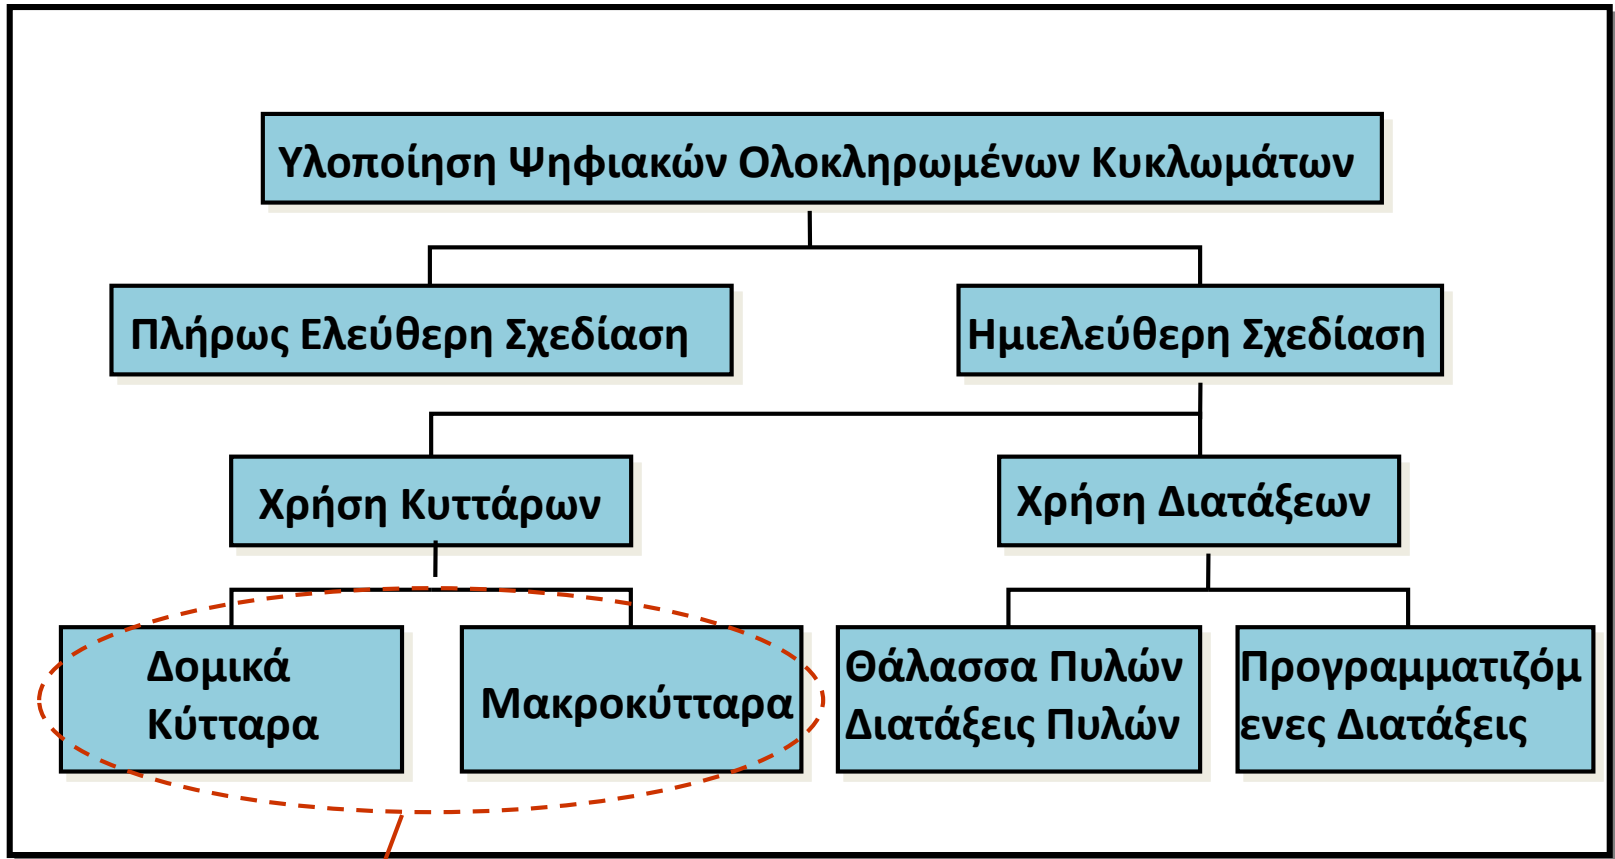 Υλοποίηση Ψηφιακών Ολοκληρωμένων Κυκλωμάτων
Πλήρως Ελεύθερη Σχεδίαση
Ημιελεύθερη Σχεδίαση
Χρήση Κυττάρων
Χρήση Διατάξεων
Δομικά
Κύτταρα
Μακροκύτταρα
Θάλασσα Πυλών
Διατάξεις Πυλών
Προγραμματιζόμ
ενες Διατάξεις